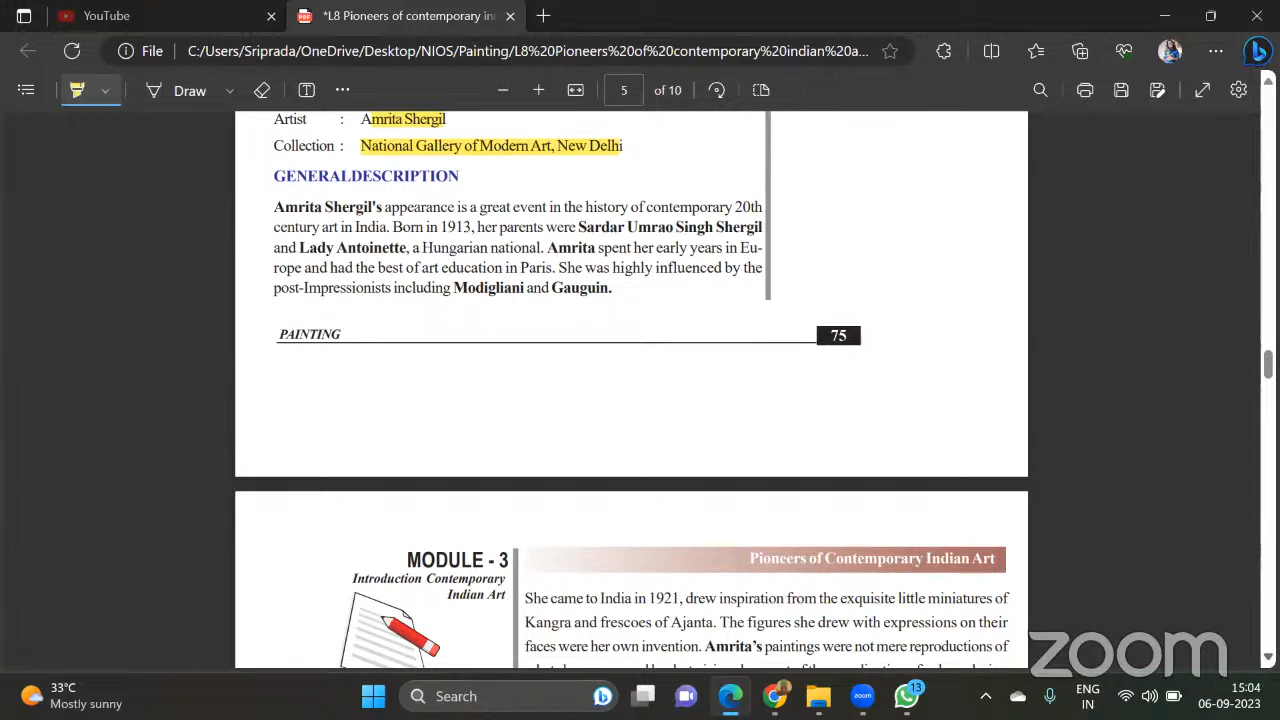 YouTube
*L8 Pioneers of contemporary in
File
C:/Users/Sriprada/OneDrive/Desktop/NIOS/Painting/L8%20Pioneers%20of%20contemporary%20indian%20a...
Draw
5 of 10
Artist : Amrita Shergil
Collection : National Gallery of Modern Art, New Delhi
GENERALDESCRIPTION
Amrita Shergil's appearance is a great event in the history of contemporary 20th
century art in India. Born in 1913, her parents were Sardar Umrao Singh Shergil
and Lady Antoinette, a Hungarian national. Amrita spent her early years in Eu-
rope and had the best of art education in Paris. She was highly influenced by the
post-Impressionists including Modigliani and Gauguin.
PAINTING
75
MODULE - 3
Introduction Contemporary
Indian Art
Pioneers of Contemporary Indian Art
She came to India in 1921, drew inspiration from the exquisite little miniatures of
Kangra and frescoes of Ajanta. The figures she drew with expressions on their
faces were her own invention. Amrita's paintings were not mere reproductions of
zoom
33°C
Mostly sunny
Search
zoom
13
ENG
IN
15:04
06-09-2023